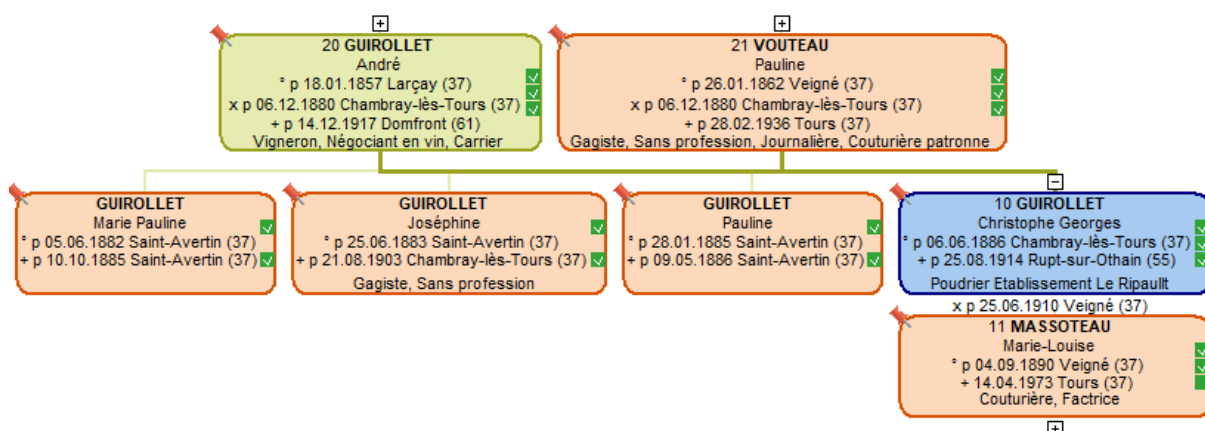 20 GUIROLLET
André
° p 18.01.1857 Larçay (37)
x p 06.12.1880 Chambray-lès-Tours (37)
+ p 14.12.1917 Domfront (61)
Vigneron, Négociant en vin, Carrier
21 VOUTEAU
Pauline
° p 26.01.1862 Veigné (37)
x p 06.12.1880 Chambray-lès-Tours (37)
+ p 28.02.1936 Tours (37)
Gagiste, Sans profession, Journalière, Couturière patronne
GUIROLLET
Marie Pauline
° p 05.06.1882 Saint-Avertin (37)
+ p 10.10.1885 Saint-Avertin (37)
GUIROLLET
Joséphine
° p 25.06.1883 Saint-Avertin (37)
+ p 21.08.1903 Chambray-lès-Tours (37)
Gagiste, Sans profession
GUIROLLET
Pauline
° p 28.01.1885 Saint-Avertin (37)
+ p 09.05.1886 Saint-Avertin (37)
10 GUIROLLET
Christophe Georges
° p 06.06.1886 Chambray-lès-Tours (37)
+ p 25.08.1914 Rupt-sur-Othain (55)
Poudrier Etablissement Le Ripault
x p 25.06.1910 Veigné (37)
11 MASSOTEAU
Marie-Louise
° p 04.09.1890 Veigné (37)
+ 14.04.1973 Tours (37)
Couturière, Factrice